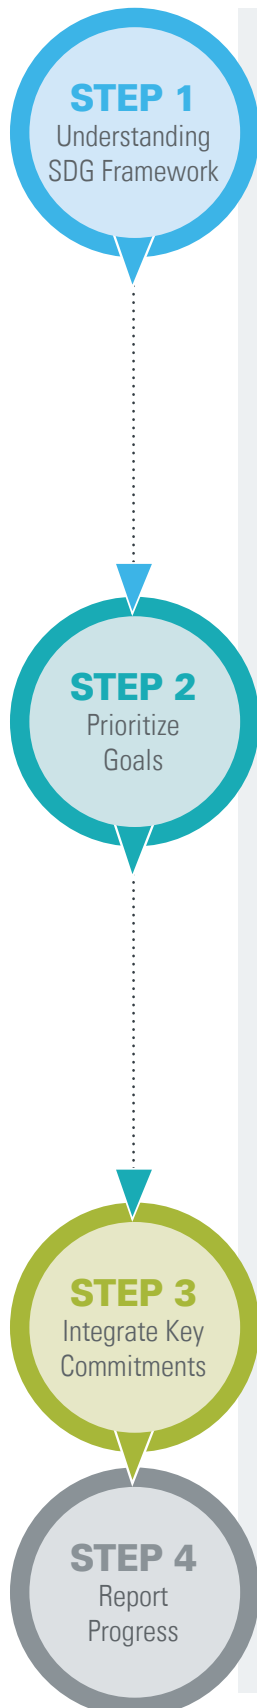 STEP 1
Understanding
SDG Framework
STEP 2
Prioritize
Goals
STEP 3
Integrate Key
Commitments
STEP 4
Report
Progress